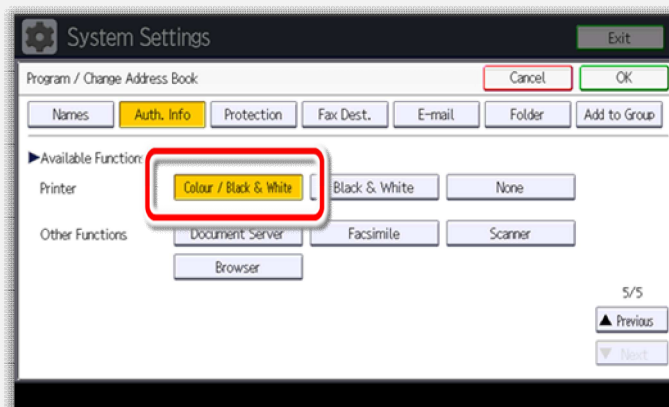 System Settings Exit
Program / Change Address Book Cancel OK
Names Auth. Info Protection Fax Dest. E-mail Folder Add to Group
▶Available Function
Printer Colour / Black & White Black & White None
Other Functions Document Server Facsimile Scanner
Browser
5/5
▲ Previous
▼ Next